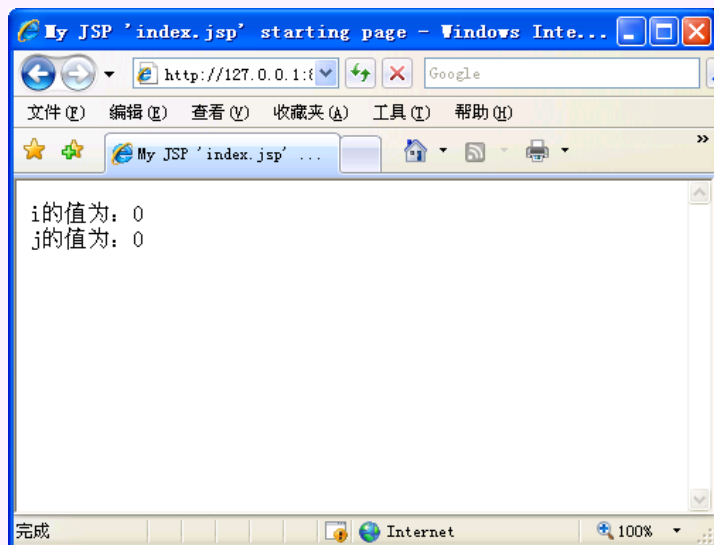 My JSP 'index.jsp' starting page - Windows Inte...
http://127.0.0.1:8
Google
文件(F) 编辑(E) 查看(V) 收藏夹(A) 工具(T) 帮助(H)
My JSP 'index.jsp' ...
»
i的值为：0
j的值为：0
完成
Internet
100%